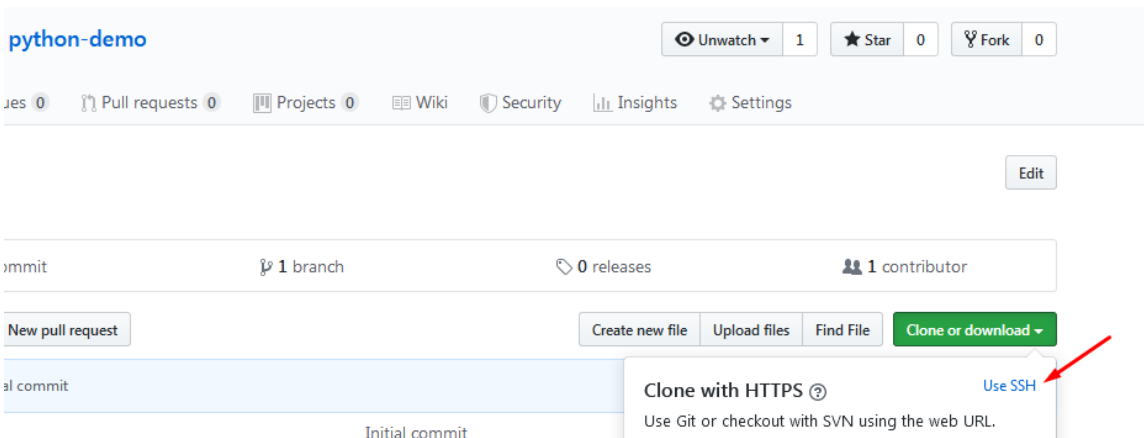 python-demo
Unwatch 1 Star 0 Fork 0
ues 0 Pull requests 0 Projects 0 Wiki Security Insights Settings
Edit
ommit 1 branch 0 releases 1 contributor
New pull request Create new file Upload files Find File Clone or download
al commit
Clone with HTTPS ? Use SSH
Use Git or checkout with SVN using the web URL.
Initial commit